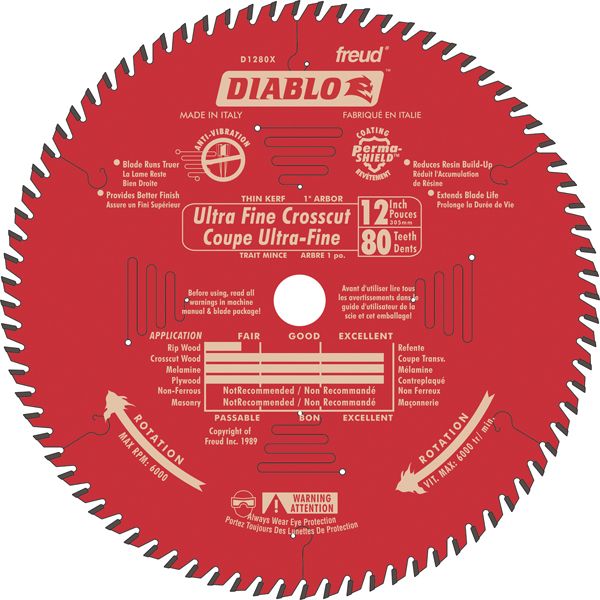 D1280X
freud®
DIABLO™
MADE IN ITALY
FABRIQUÉ EN ITALIE
ANTI-VIBRATION
COATING
Perma-SHIELD™
REVÊTEMENT
• Blade Runs Truer
La Lame Reste
Bien Droite
• Provides Better Finish
Assure un Fini Supérieur
• Reduces Resin Build-Up
Réduit l'Accumulation
de Résine
• Extends Blade Life
Prolonge la Durée de Vie
THIN KERF 1" ARBOR
Ultra Fine Crosscut
Coupe Ultra-Fine
TRAIT MINCE ARBRE 1 po.
12 Inch
Pouces
305mm
80 Teeth
Dents
Before using, read all
warnings in machine
manual & blade package!
Avant d'utiliser lire tous
les avertissements dans la
guide d'utilisateur de la
scie et cet emballage!
APPLICATION FAIR GOOD EXCELLENT
Rip Wood Refente
Crosscut Wood Coupe Transv.
Melamine Mélamine
Plywood Contreplaqué
Non-Ferrous NotRecommended / Non Recommandé Non Ferreux
Masonry NotRecommended / Non Recommandé Maçonnerie
PASSABLE BON EXCELLENT
Copyright of
Freud Inc. 1989
ROTATION
MAX RPM: 6000
ROTATION
VIT. MAX: 6000 tr/ min.
WARNING
ATTENTION
Always Wear Eye Protection
Portez Toujours Des Lunettes De Protection